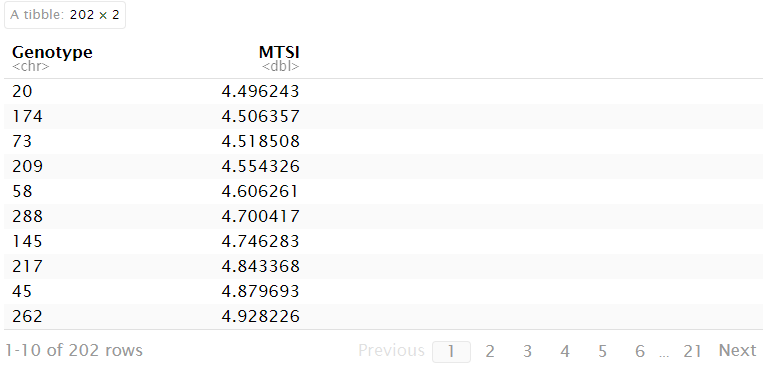 A tibble: 202 × 2
Genotype MTSI
<chr> <dbl>
20 4.496243
174 4.506357
73 4.518508
209 4.554326
58 4.606261
288 4.700417
145 4.746283
217 4.843368
45 4.879693
262 4.928226
1-10 of 202 rows Previous 1 2 3 4 5 6 ... 21 Next